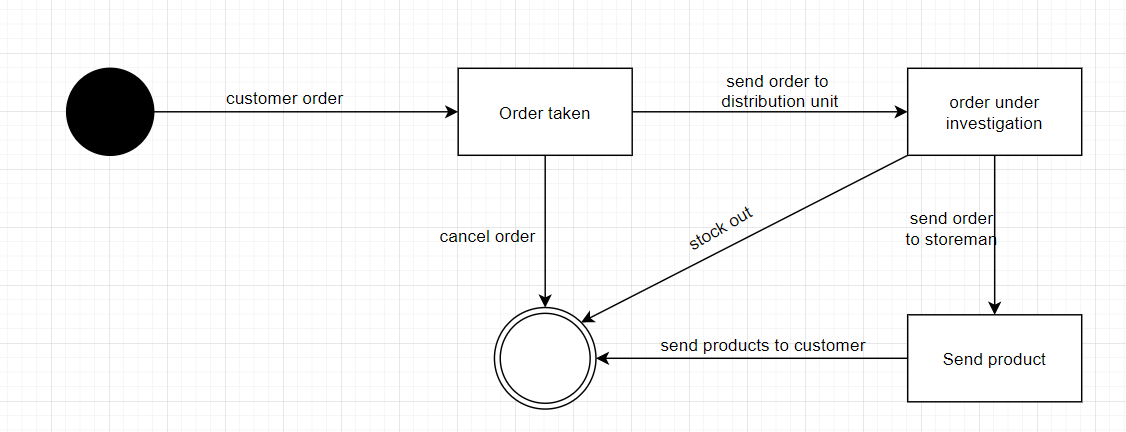 customer order
Order taken
send order to
distribution unit
order under
investigation
cancel order
stock out
send order
to storeman
send products to customer
Send product